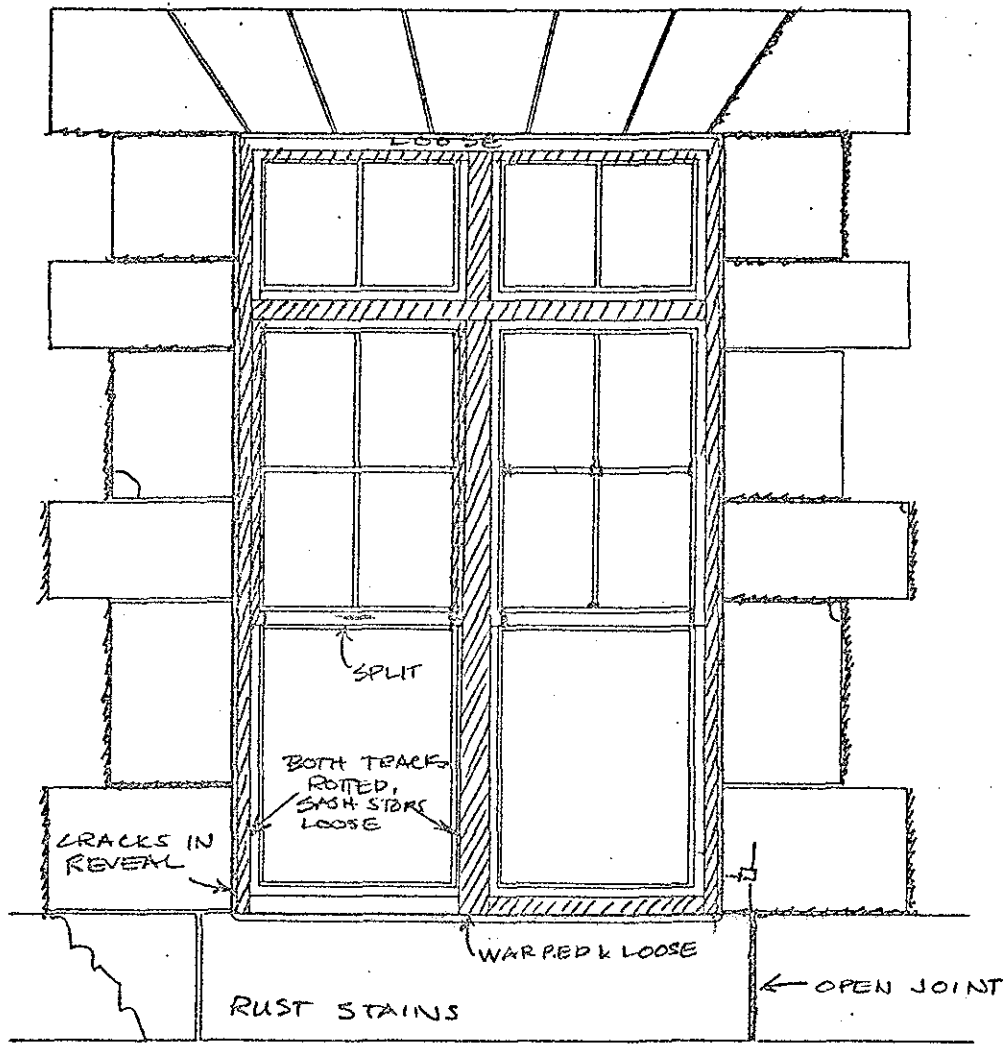 LOOSE
SPLIT
BOTH TRACKS
ROTTED,
SASH STOPS
LOOSE
CRACKS IN
REVEAL
WARPED & LOOSE
OPEN JOINT
RUST STAINS